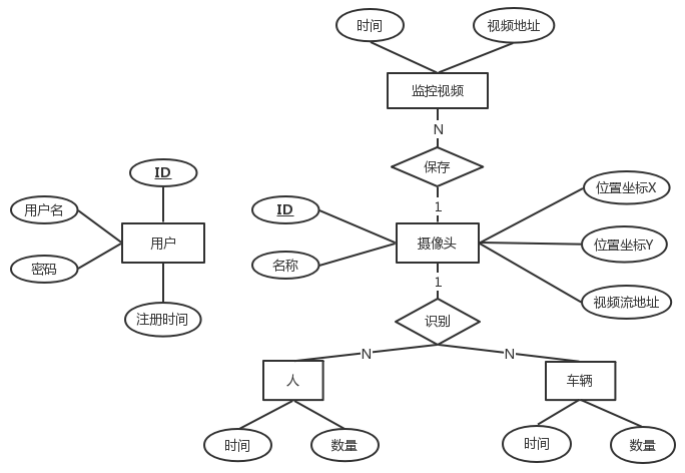 时间
视频地址
监控视频
N
保存
1
ID
用户名
用户
密码
注册时间
ID
名称
摄像头
位置坐标X
位置坐标Y
视频流地址
1
识别
N
N
人
车辆
时间
数量
时间
数量